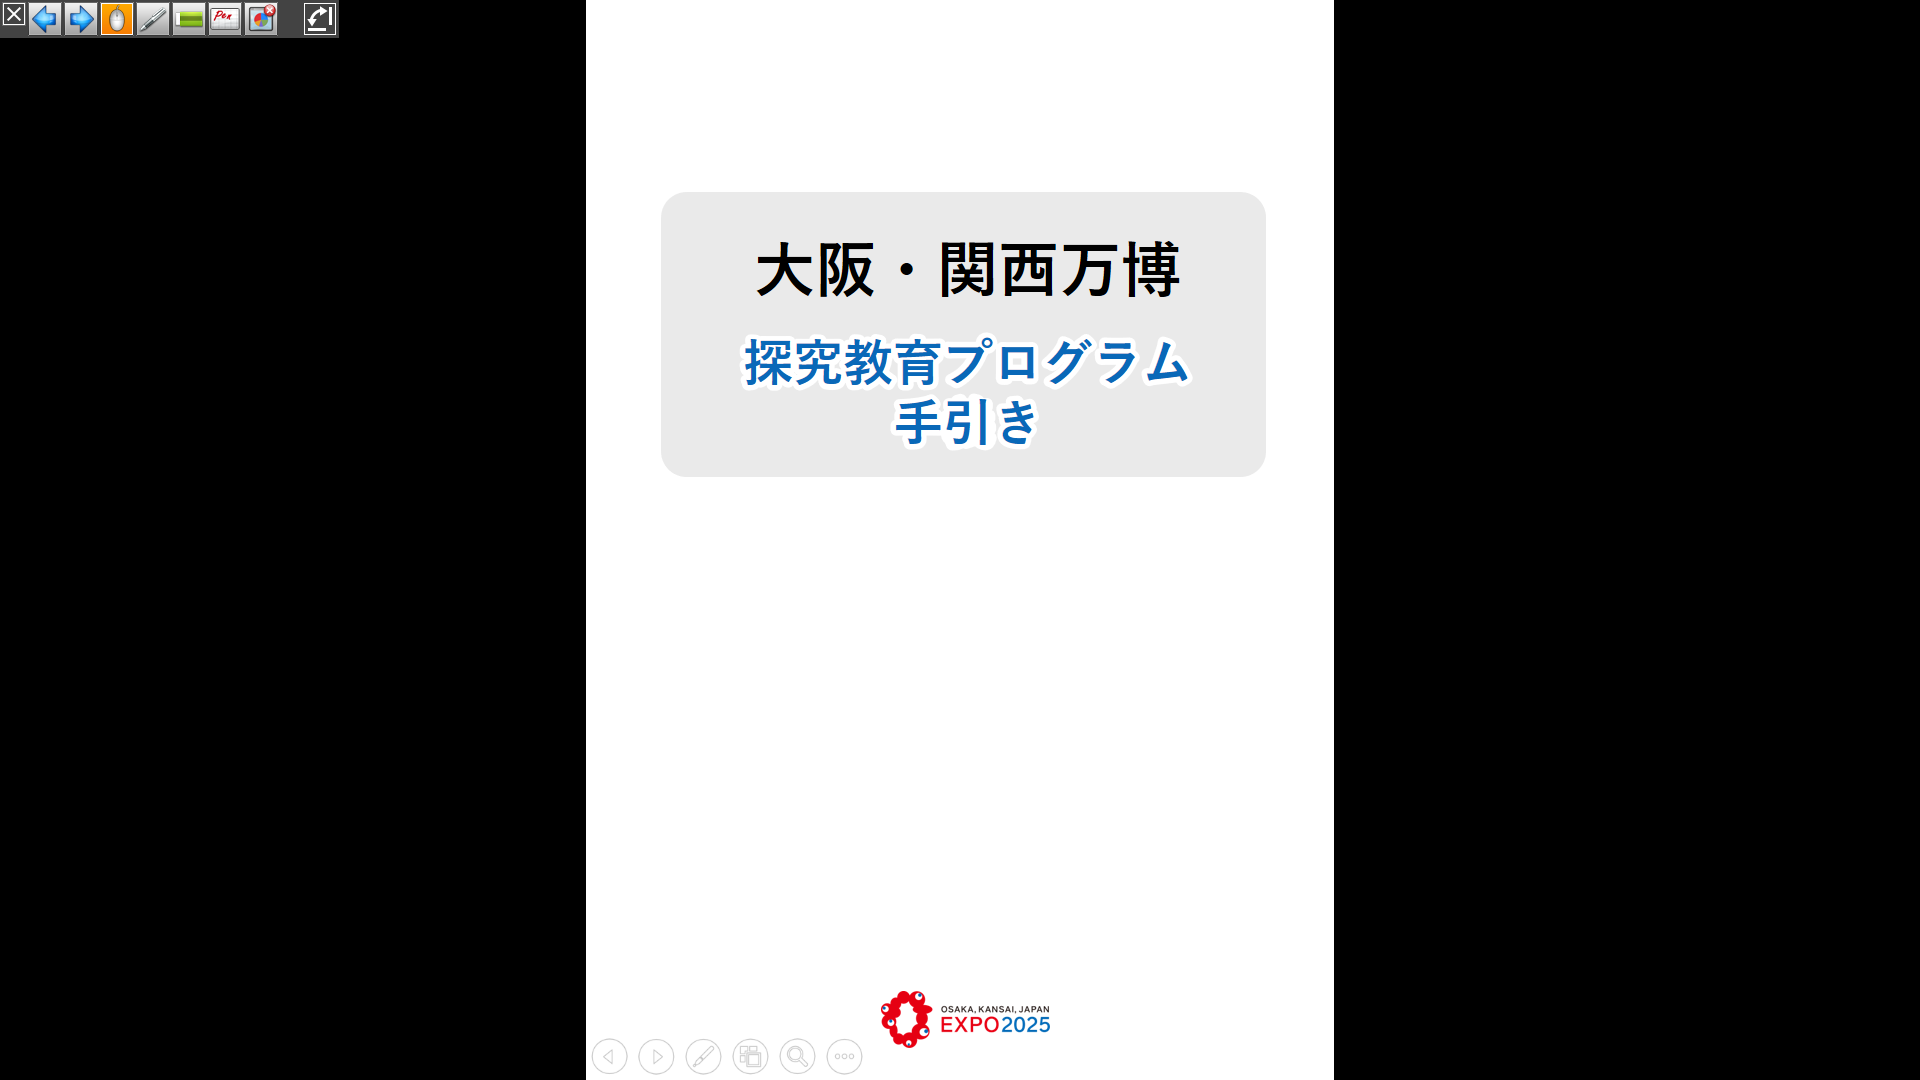 Pen
大阪・関西万博
探究教育プログラム
手引き
OSAKA, KANSAI, JAPAN
EXPO2025